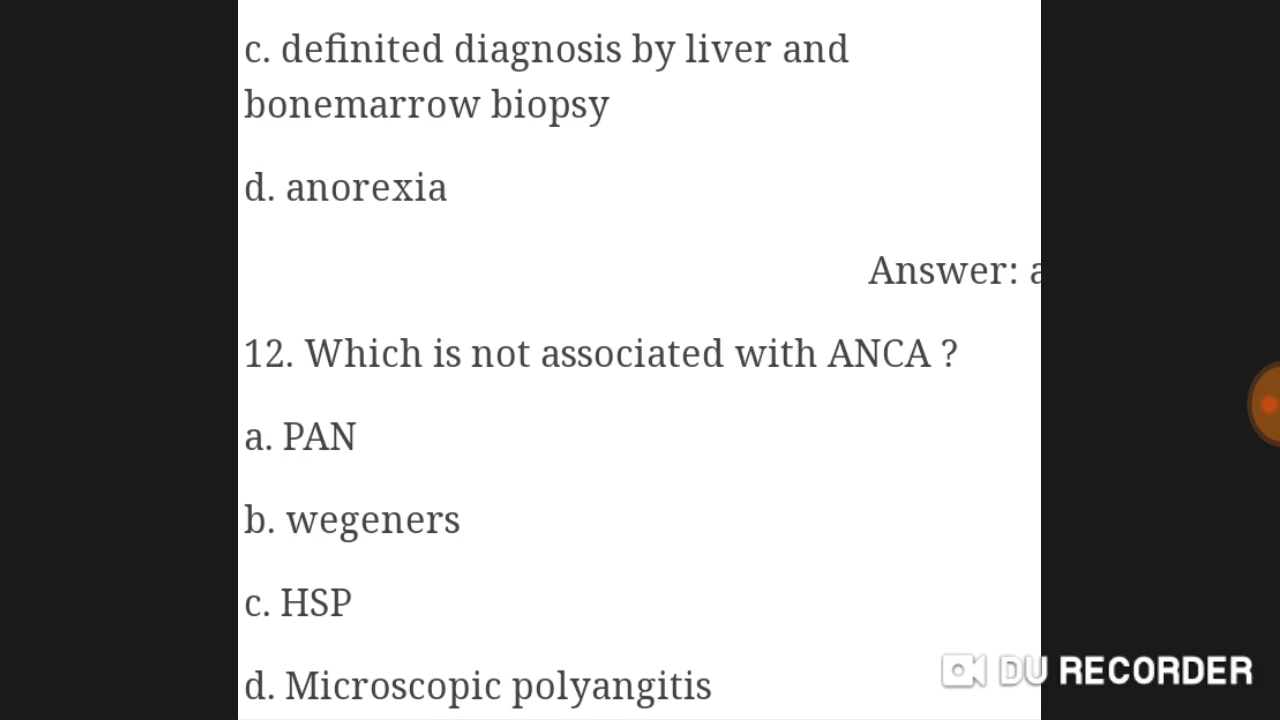 c. definited diagnosis by liver and
bonemarrow biopsy
d. anorexia
Answer: a
12. Which is not associated with ANCA ?
a. PAN
b. wegeners
c. HSP
d. Microscopic polyangitis
DU RECORDER